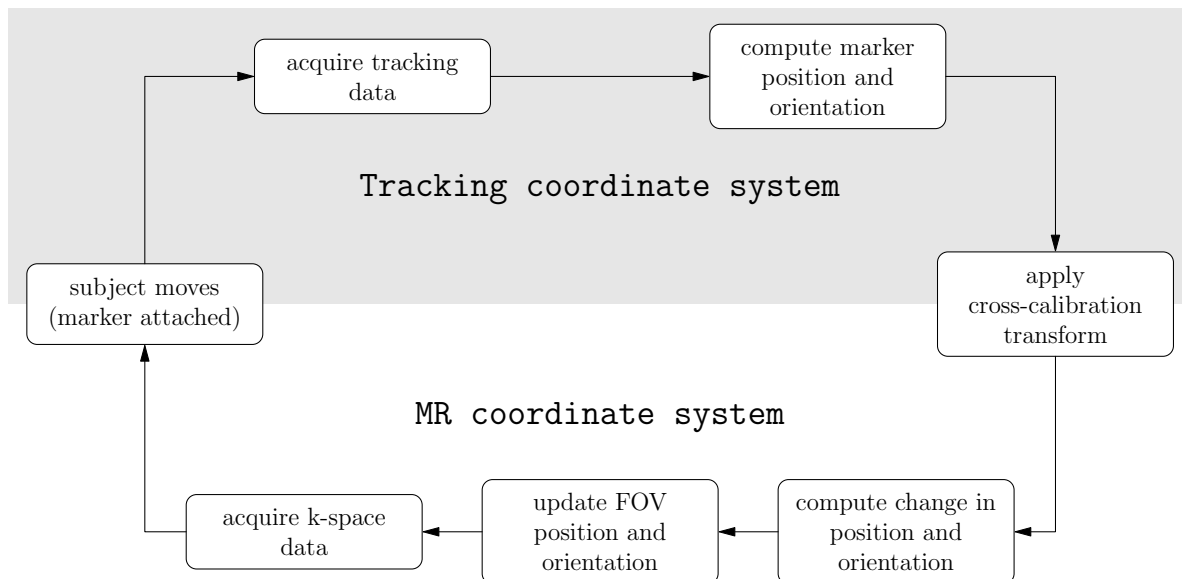 acquire tracking
data
compute marker
position and
orientation
Tracking coordinate system
subject moves
(marker attached)
apply
cross-calibration
transform
MR coordinate system
acquire k-space
data
update FOV
position and
orientation
compute change in
position and
orientation